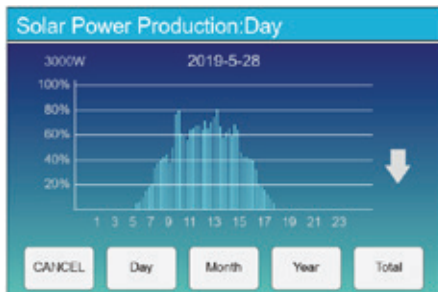 Solar Power Production:Day
3000W 2019-5-28
100%
80%
60%
40%
20%
1 3 5 7 9 11 13 15 17 19 21 23
CANCEL Day Month Year Total